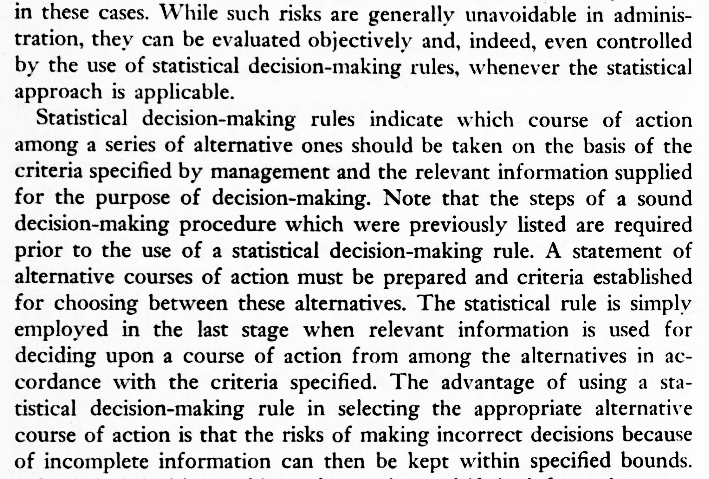 in these cases. While such risks are generally unavoidable in adminis-
tration, they can be evaluated objectively and, indeed, even controlled
by the use of statistical decision-making rules, whenever the statistical
approach is applicable.
Statistical decision-making rules indicate which course of action
among a series of alternative ones should be taken on the basis of the
criteria specified by management and the relevant information supplied
for the purpose of decision-making. Note that the steps of a sound
decision-making procedure which were previously listed are required
prior to the use of a statistical decision-making rule. A statement of
alternative courses of action must be prepared and criteria established
for choosing between these alternatives. The statistical rule is simply
employed in the last stage when relevant information is used for
deciding upon a course of action from among the alternatives in ac-
cordance with the criteria specified. The advantage of using a sta-
tistical decision-making rule in selecting the appropriate alternative
course of action is that the risks of making incorrect decisions because
of incomplete information can then be kept within specified bounds.